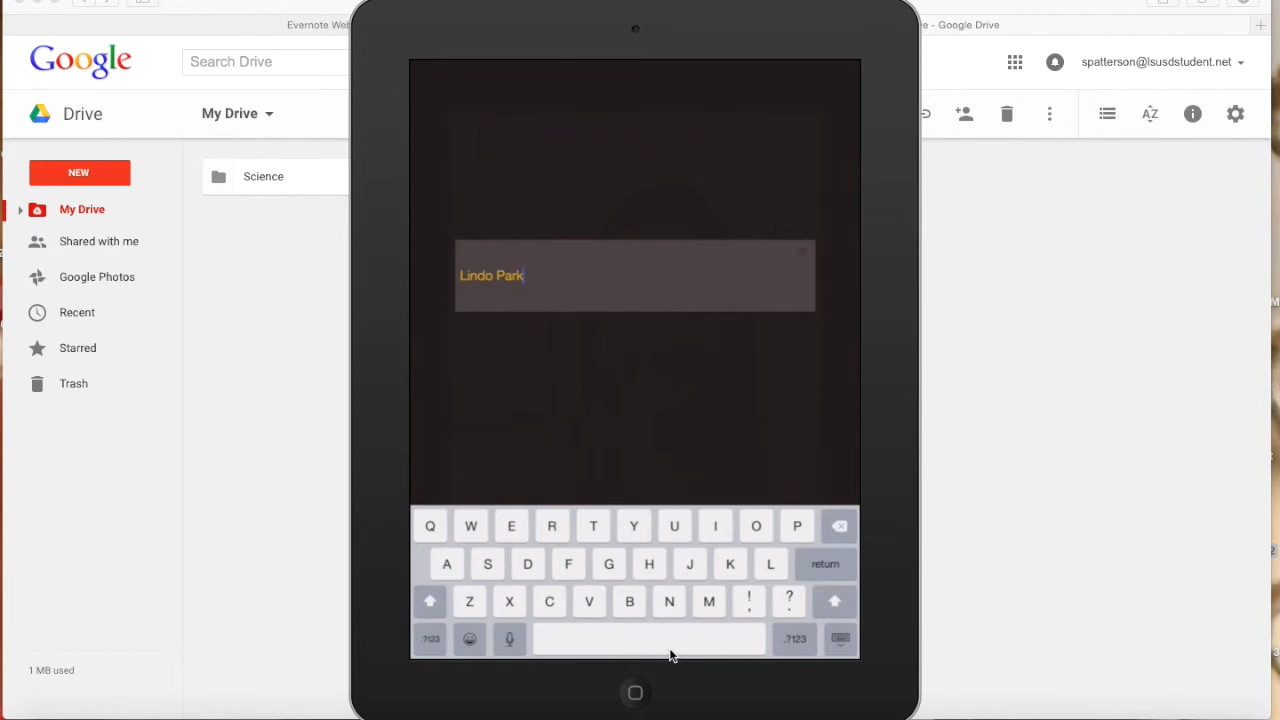 Evernote Web
- Google Drive
Google
Search Drive
spatterson@lsusdstudent.net
Drive
My Drive
NEW
Science
My Drive
Shared with me
Google Photos
Recent
Starred
Trash
1 MB used
Lindo Park
Q W E R T Y U I O P
A S D F G H J K L return
Z X C V B N M ! , ? .
.?123 .?123